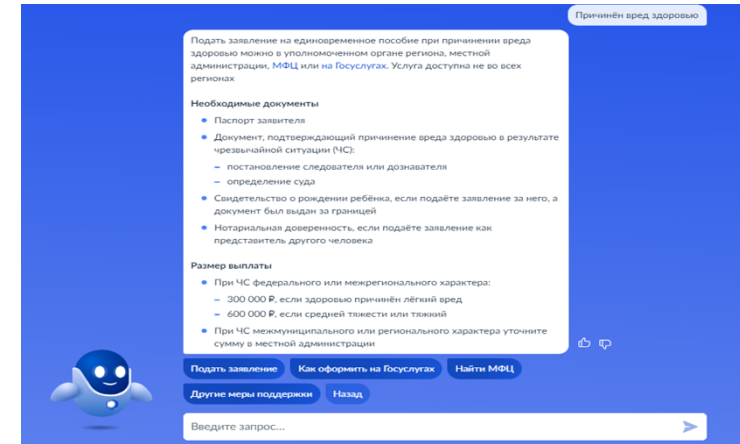 Причинён вред здоровью
Подать заявление на единовременное пособие при причинении вреда
здоровью можно в уполномоченном органе региона, местной
администрации, МФЦ или на Госуслугах. Услуга доступна не во всех
регионах
Необходимые документы
• Паспорт заявителя
• Документ, подтверждающий причинение вреда здоровью в результате
чрезвычайной ситуации (ЧС):
– постановление следователя или дознавателя
– определение суда
• Свидетельство о рождении ребёнка, если подаёте заявление за него, а
документ был выдан за границей
• Нотариальная доверенность, если подаёте заявление как
представитель другого человека
Размер выплаты
• При ЧС федерального или межрегионального характера:
– 300 000 ₽, если здоровью причинён лёгкий вред
– 600 000 ₽, если средней тяжести или тяжкий
• При ЧС межмуниципального или регионального характера уточните
сумму в местной администрации
Подать заявление Как оформить на Госуслугах Найти МФЦ
Другие меры поддержки Назад
Введите запрос...